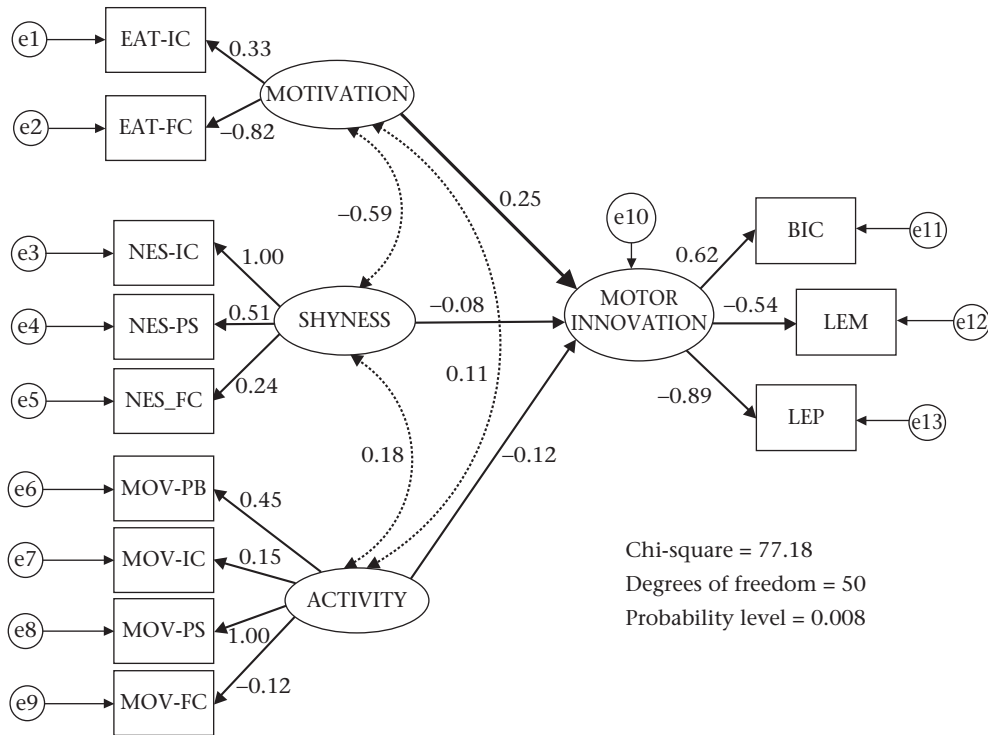 e1
EAT-IC
0.33
MOTIVATION
e2
EAT-FC
−0.82
−0.59
0.25
e3
NES-IC
1.00
e4
NES-PS
0.51
SHYNESS
−0.08
e5
NES_FC
0.24
0.11
0.18
−0.12
e10
MOTOR
INNOVATION
0.62
BIC
e11
−0.54
LEM
e12
−0.89
LEP
e13
e6
MOV-PB
0.45
e7
MOV-IC
0.15
ACTIVITY
e8
MOV-PS
1.00
e9
MOV-FC
−0.12
Chi-square = 77.18
Degrees of freedom = 50
Probability level = 0.008